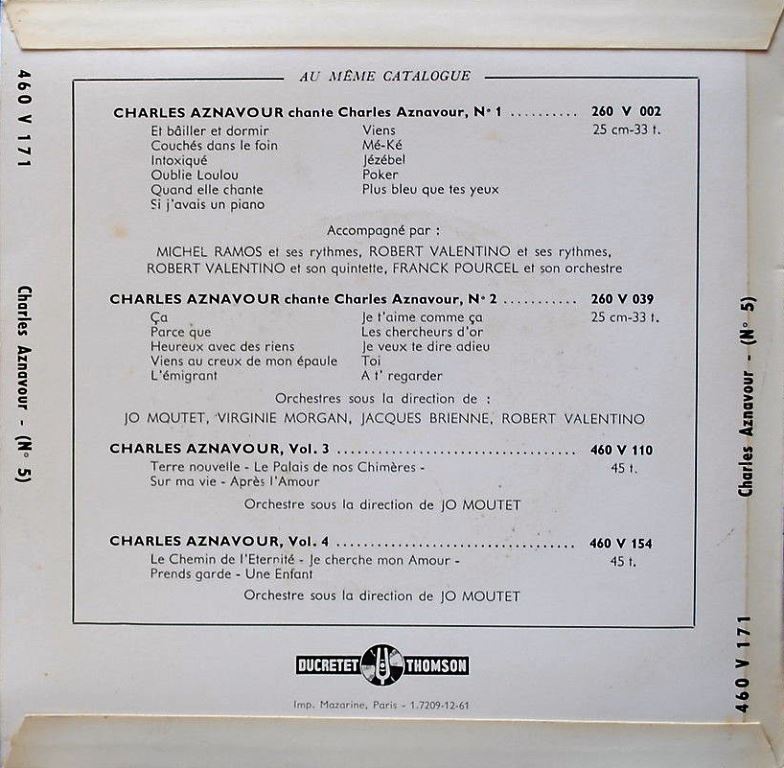 AU MÊME CATALOGUE
CHARLES AZNAVOUR chante Charles Aznavour, N° 1 .......... 260 V 002
Et bâiller et dormir Viens 25 cm-33 t.
Couchés dans le foin Mé-Ké
Intoxiqué Jézébel
Oublie Loulou Poker
Quand elle chante Plus bleu que tes yeux
Si j'avais un piano
Accompagné par :
MICHEL RAMOS et ses rythmes, ROBERT VALENTINO et ses rythmes,
ROBERT VALENTINO et son quintette, FRANCK POURCEL et son orchestre
CHARLES AZNAVOUR chante Charles Aznavour, N° 2 ........... 260 V 039
Ça Je t'aime comme ça 25 cm-33 t.
Parce que Les chercheurs d'or
Heureux avec des riens Je veux te dire adieu
Viens au creux de mon épaule Toi
L'émigrant A t' regarder
Orchestres sous la direction de :
JO MOUTET, VIRGINIE MORGAN, JACQUES BRIENNE, ROBERT VALENTINO
CHARLES AZNAVOUR, Vol. 3 .................................. 460 V 110
Terre nouvelle - Le Palais de nos Chimères - 45 t.
Sur ma vie - Après l'Amour
Orchestre sous la direction de JO MOUTET
CHARLES AZNAVOUR, Vol. 4 .................................. 460 V 154
Le Chemin de l'Eternité - Je cherche mon Amour - 45 t.
Prends garde - Une Enfant
Orchestre sous la direction de JO MOUTET
DUCRETET THOMSON
Imp. Mazarine, Paris - 1.7209-12-61
460 V 171
Charles Aznavour - (N° 5)
Charles Aznavour - (N° 5)
460 V 171